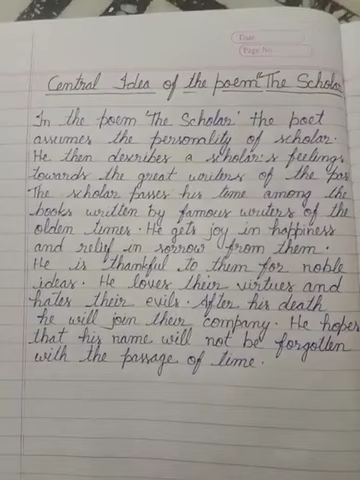 Date
Page No
Central Idea of the poem "The Scholar
In the poem 'The Scholar' the poet
assumes the personality of scholar.
He then describes a scholar's feelings
towards the great writers of the pas
The scholar passes his time among the
books written by famous writers of the
olden times. He gets joy in happiness
and relief in sorrow from them.
He is thankful to them for noble
ideas. He loves their virtues and
hates their evils. After his death
he will join their company. He hopes
that his name will not be forgotten
with the passage of time.